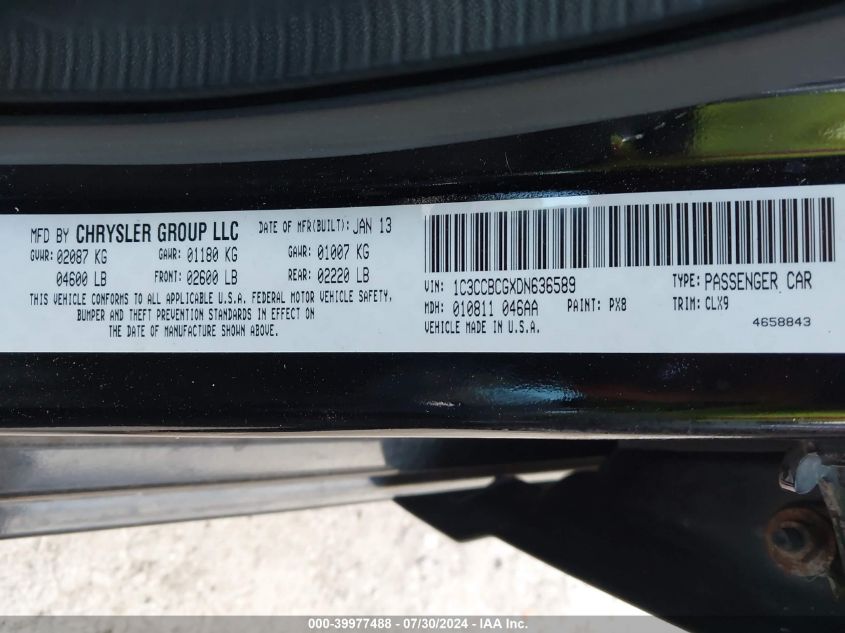 MFD BY CHRYSLER GROUP LLC DATE OF MFR(BUILT): JAN 13
GVWR: 02087 KG GAWR: 01180 KG GAWR: 01007 KG
04600 LB FRONT: 02600 LB REAR: 02220 LB
THIS VEHICLE CONFORMS TO ALL APPLICABLE U.S.A. FEDERAL MOTOR VEHICLE SAFETY,
BUMPER AND THEFT PREVENTION STANDARDS IN EFFECT ON
THE DATE OF MANUFACTURE SHOWN ABOVE.
VIN: 1C3CCBCGXDN636589 TYPE: PASSENGER CAR
MDH: 010811 046AA PAINT: PX8 TRIM: CLX9
VEHICLE MADE IN U.S.A. 4658843
000-39977488 - 07/30/2024 - IAA Inc.